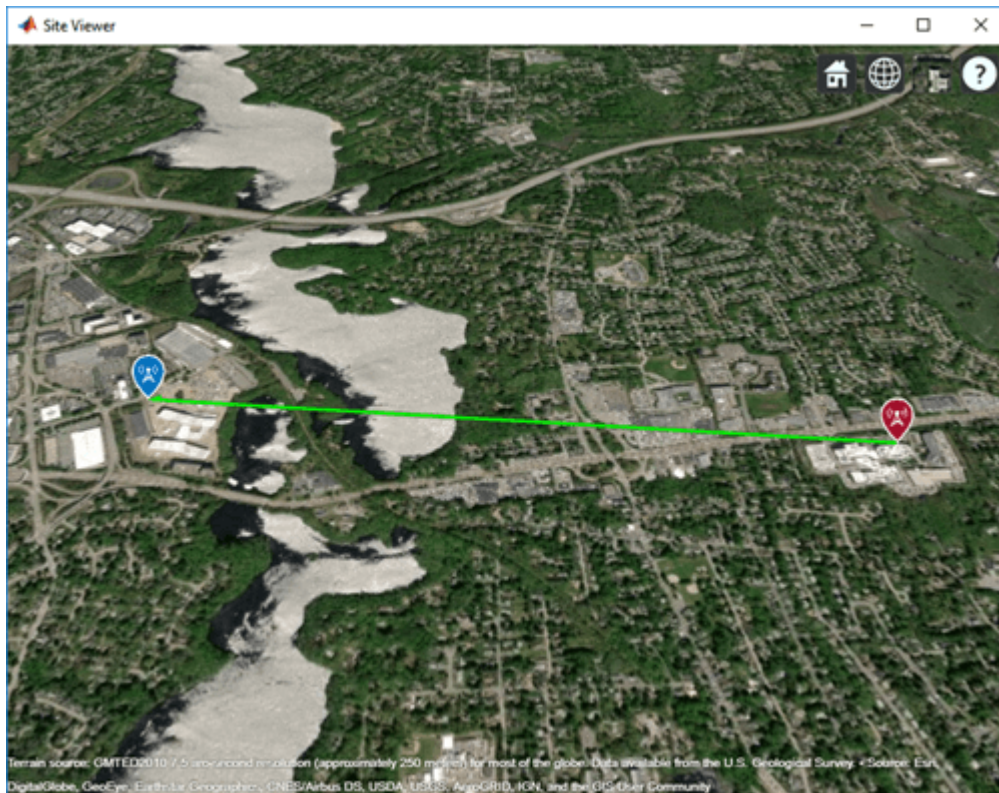 Site Viewer
?
Terrain source: GMTED2010 7.5 arc-second resolution (approximately 250 meters) for most of the globe. Data available from the U.S. Geological Survey. • Source: Esri,
DigitalGlobe, GeoEye, Earthstar Geographics, CNES/Airbus DS, USDA, USGS, AeroGRID, IGN, and the GIS User Community